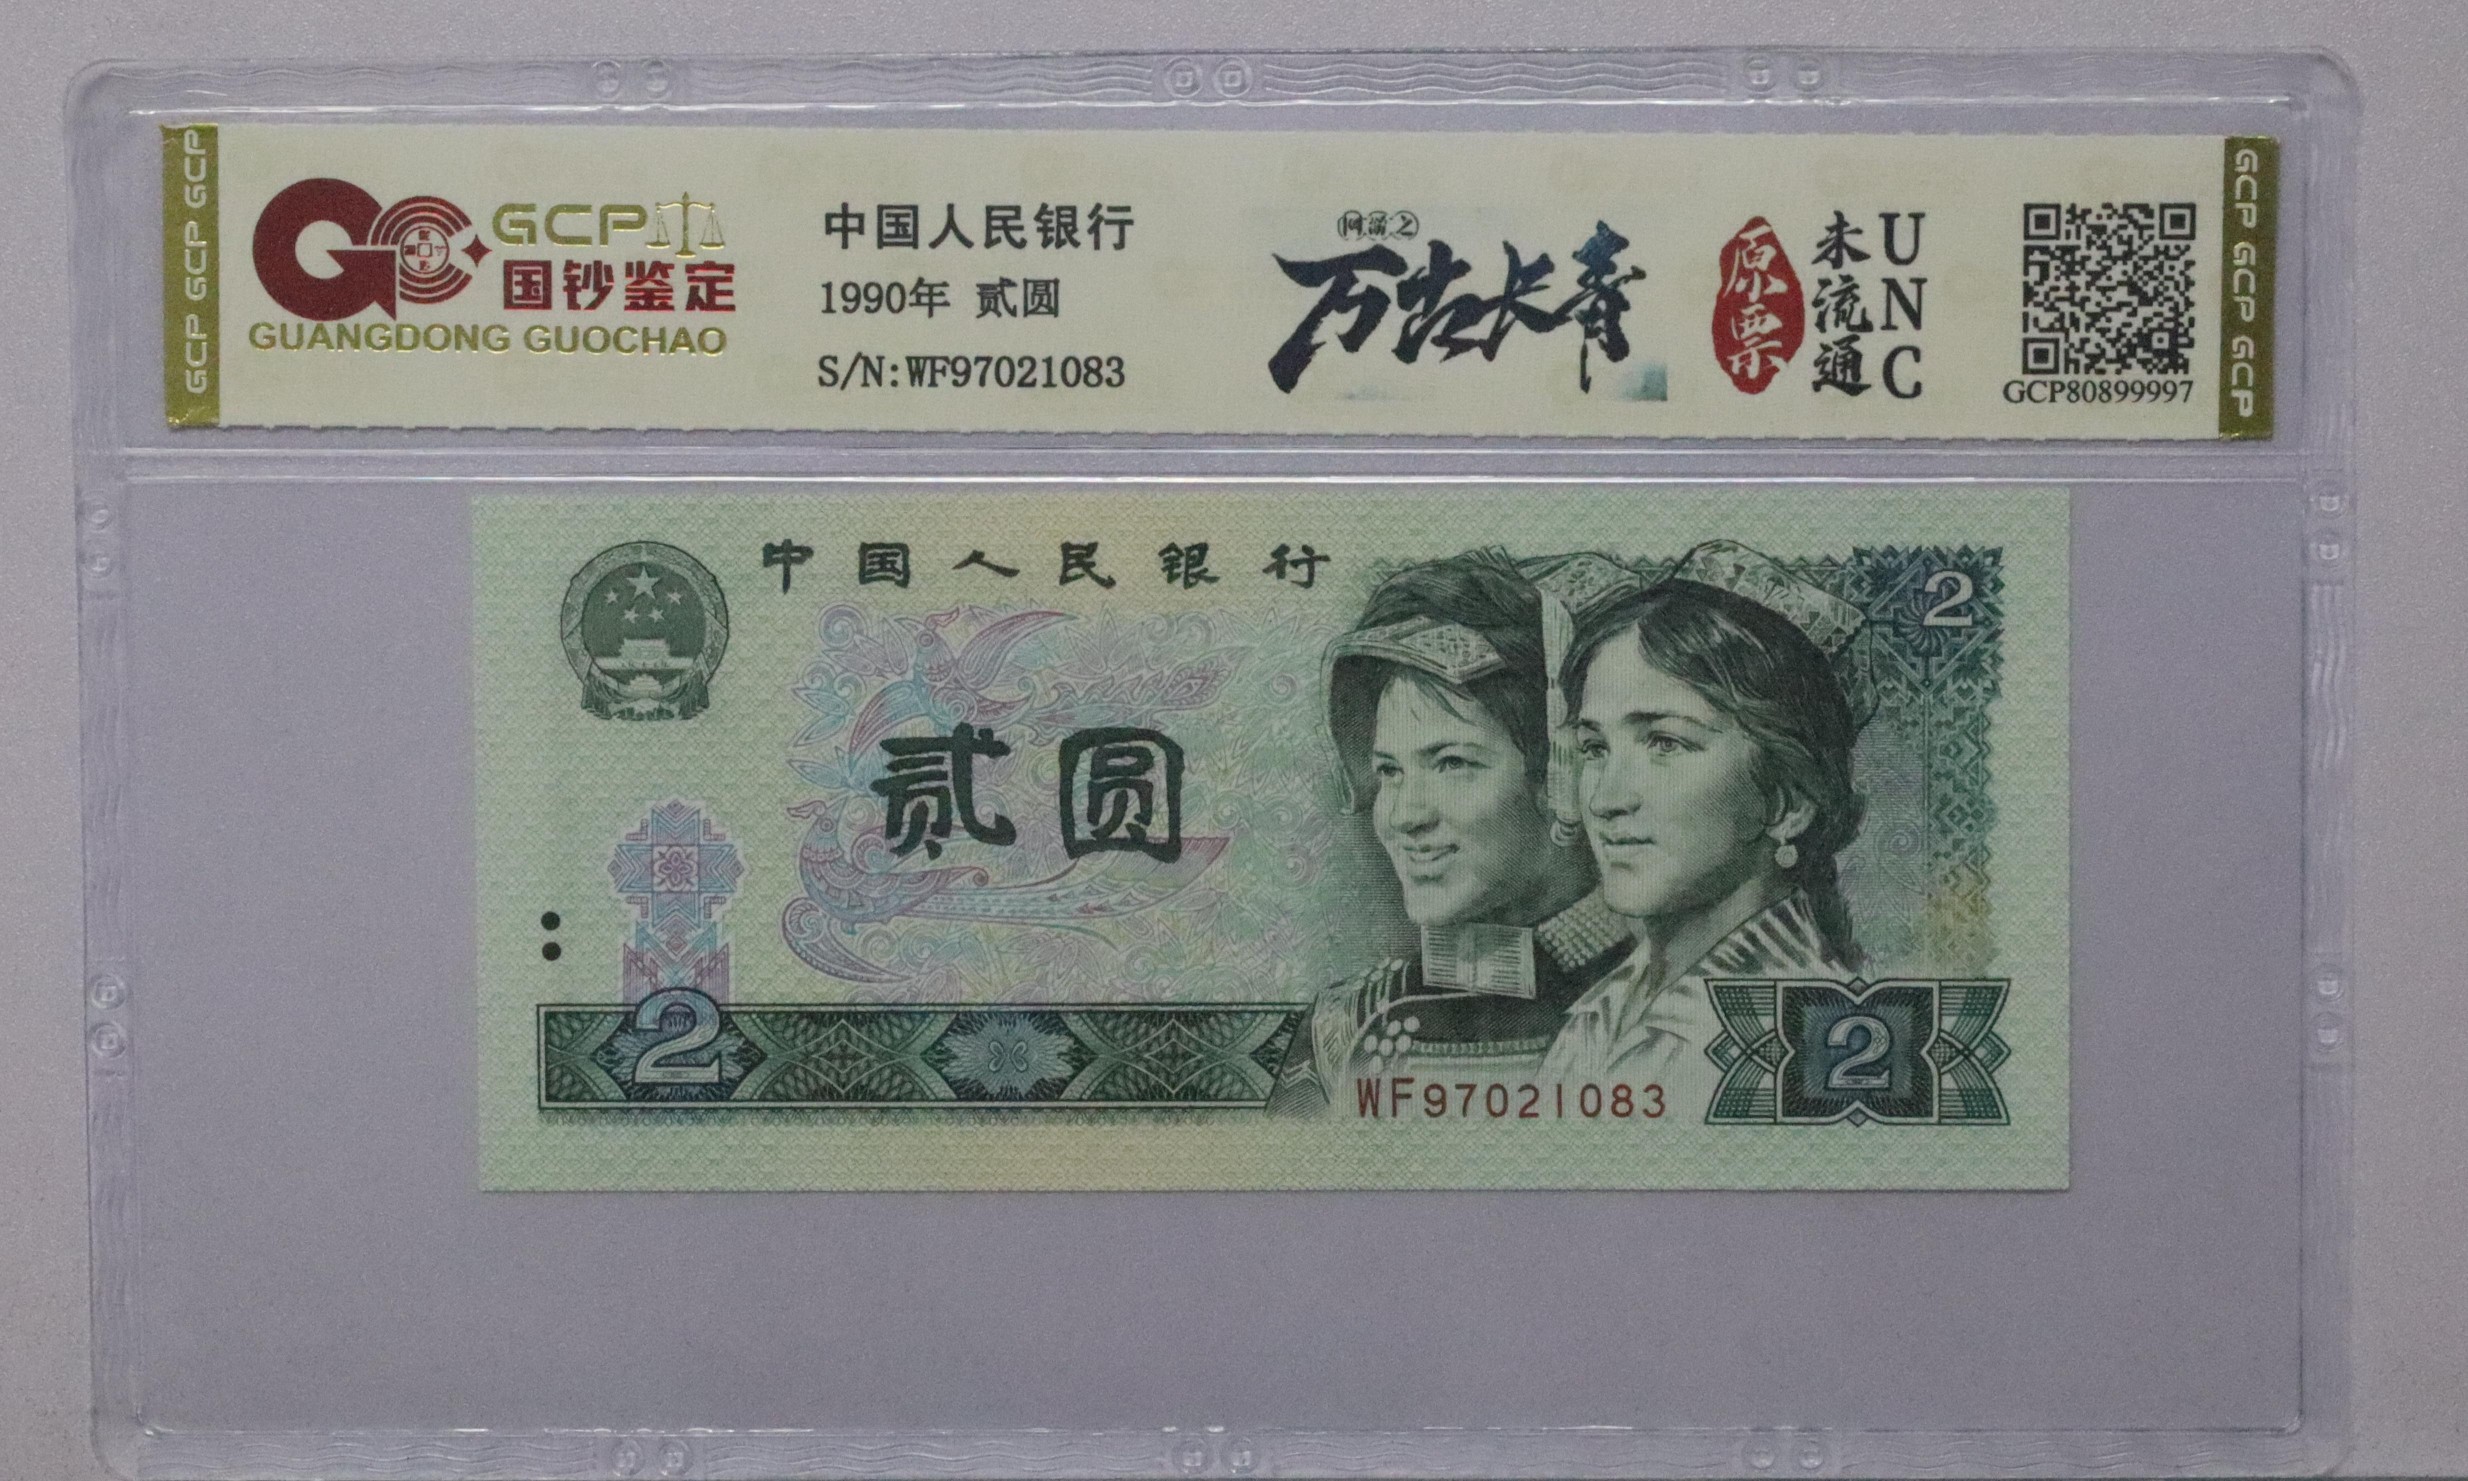 GCP GCP GCP
GCP
国钞鉴定
GUANGDONG GUOCHAO
中国人民银行
1990年 贰圆
S/N:WF97021083
万古长青
原票
未流通
UNC
GCP80899997
GCP GCP GCP
中国人民银行
2
贰圆
2
WF97021083
2